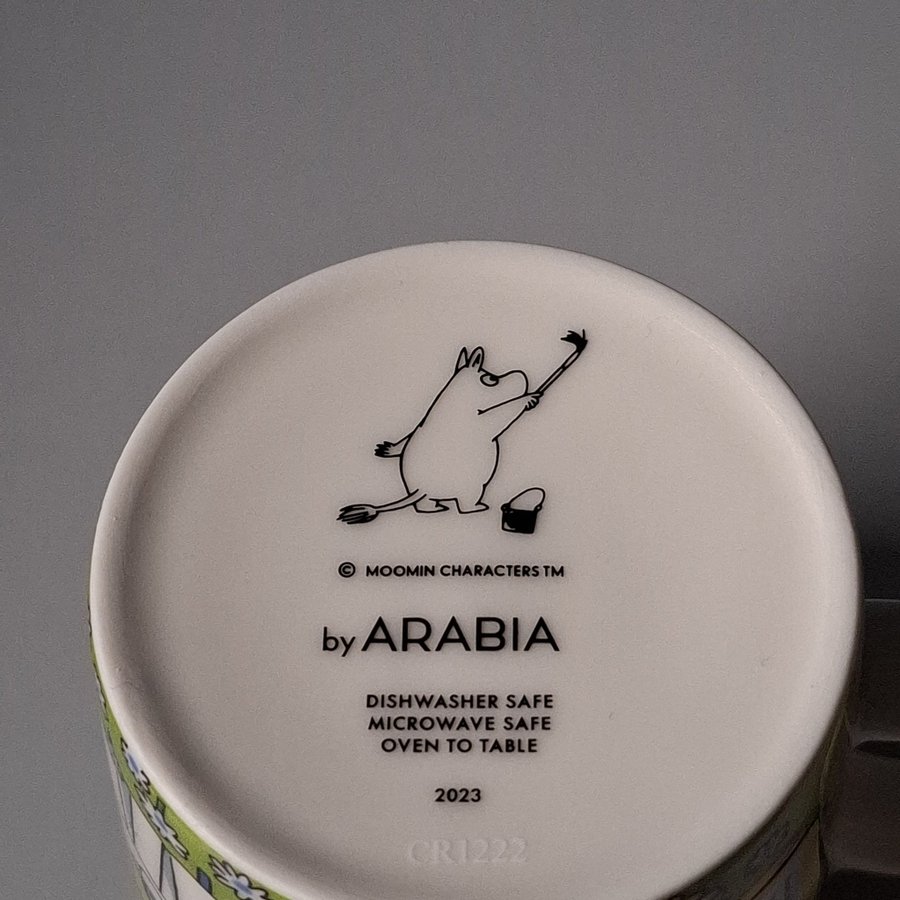 © MOOMIN CHARACTERS TM
by ARABIA
DISHWASHER SAFE
MICROWAVE SAFE
OVEN TO TABLE
2023
CR1222